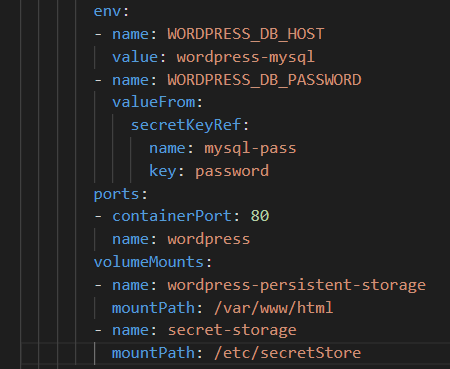 env:
- name: WORDPRESS_DB_HOST
value: wordpress-mysql
- name: WORDPRESS_DB_PASSWORD
valueFrom:
secretKeyRef:
name: mysql-pass
key: password
ports:
- containerPort: 80
name: wordpress
volumeMounts:
- name: wordpress-persistent-storage
mountPath: /var/www/html
- name: secret-storage
mountPath: /etc/secretStore